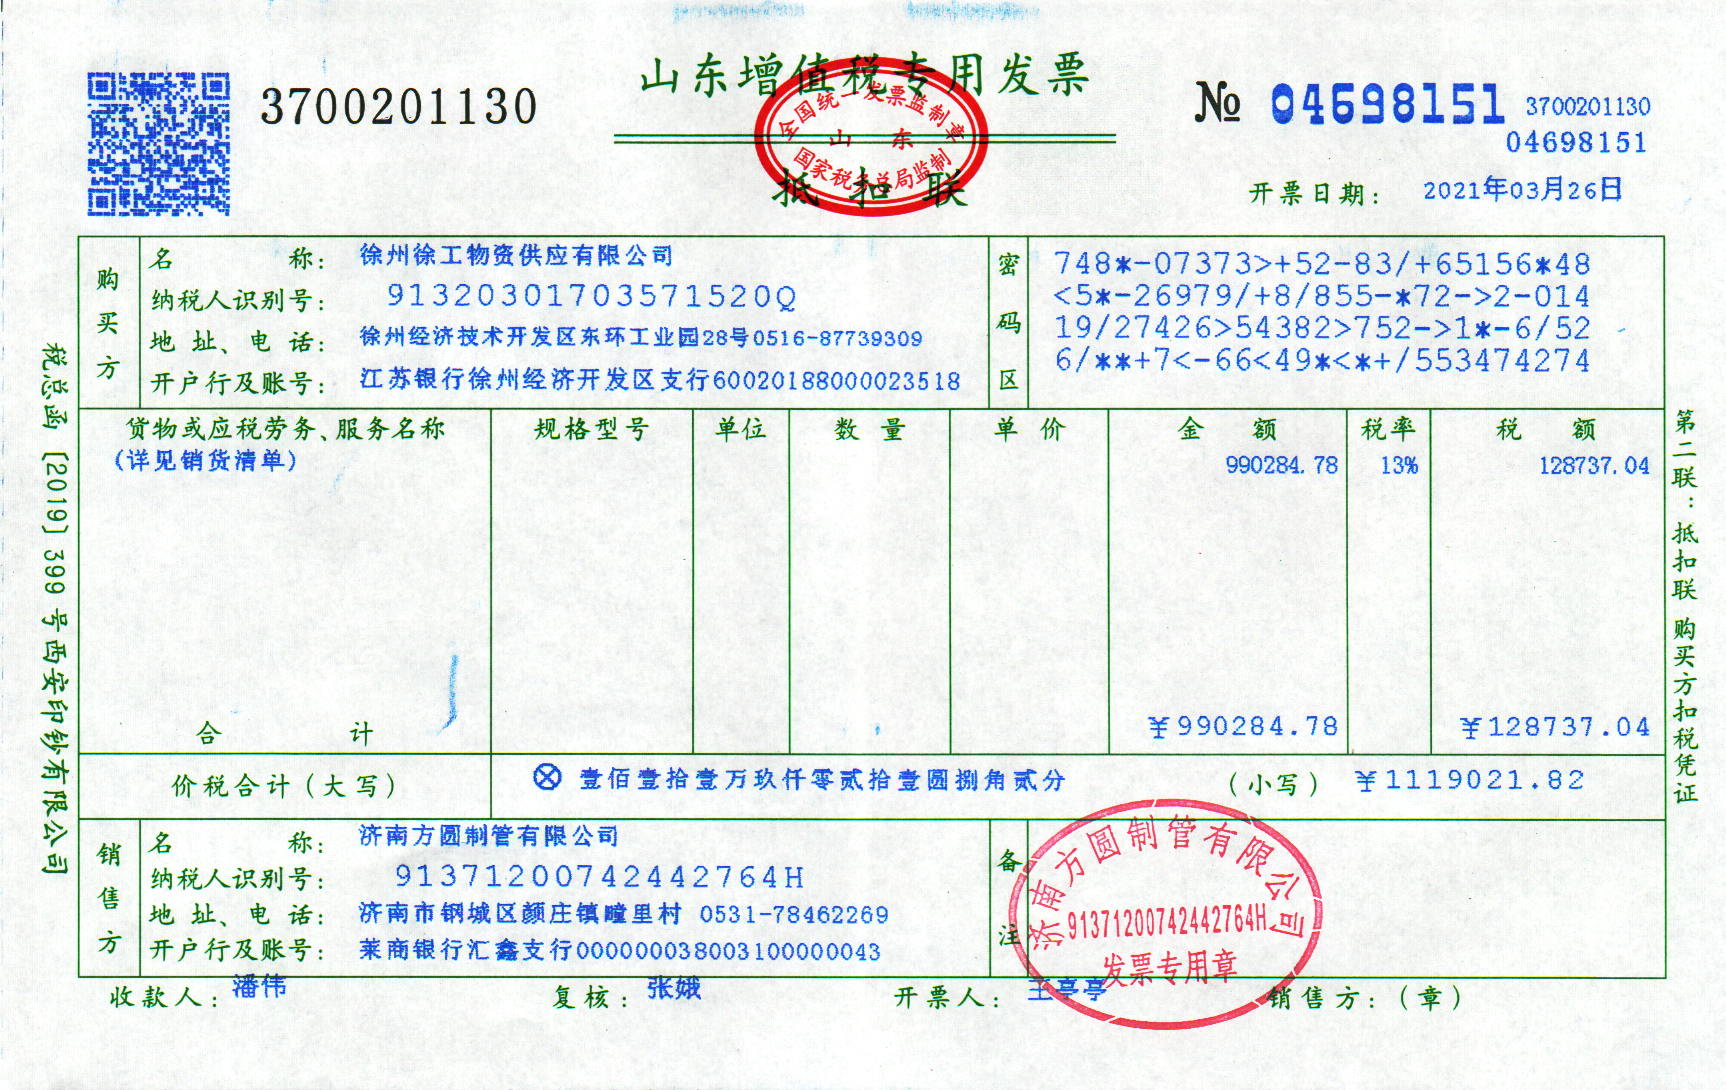 山东增值税专用发票
3700201130
№ 04698151 3700201130
04698151
全国统一发票监制章
山东
国家税务总局监制
抵扣联
开票日期： 2021年03月26日
购买方
名称： 徐州徐工物资供应有限公司
纳税人识别号： 91320301703571520Q
地址、电话： 徐州经济技术开发区东环工业园28号0516-87739309
开户行及账号： 江苏银行徐州经济开发区支行60020188000023518
密码区
748*-07373>+52-83/+65156*48
<5*-26979/+8/855-*72->2-014
19/27426>54382>752->1*-6/52
6/**+7<-66<49*<*+/553474274
货物或应税劳务、服务名称 规格型号 单位 数量 单价 金额 税率 税额
(详见销货清单) 990284.78 13% 128737.04
合计 ¥990284.78 ¥128737.04
价税合计（大写） ⊗ 壹佰壹拾壹万玖仟零贰拾壹圆捌角贰分 （小写） ¥1119021.82
销售方
名称： 济南方圆制管有限公司
纳税人识别号： 91371200742442764H
地址、电话： 济南市钢城区颜庄镇疃里村 0531-78462269
开户行及账号： 莱商银行汇鑫支行000000038003100000043
备注
济南方圆制管有限公司
91371200742442764H
发票专用章
收款人： 潘伟 复核： 张娥 开票人： 王亭亭 销售方：（章）
税总函〔2019〕399号西安印钞有限公司
第二联：抵扣联 购买方扣税凭证